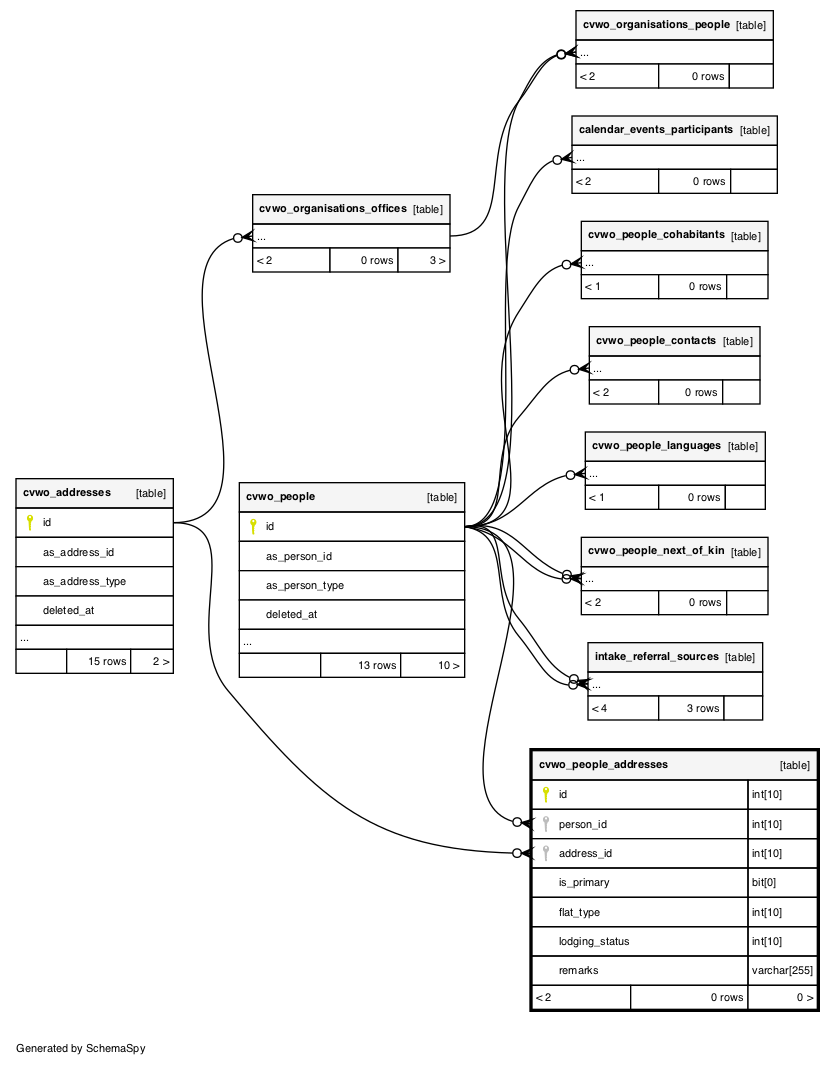 cvwo_organisations_people [table]
...
< 2 0 rows
calendar_events_participants [table]
...
< 2 0 rows
cvwo_organisations_offices [table]
...
< 2 0 rows 3 >
cvwo_people_cohabitants [table]
...
< 1 0 rows
cvwo_people_contacts [table]
...
< 2 0 rows
cvwo_people_languages [table]
...
< 1 0 rows
cvwo_addresses [table]
id
as_address_id
as_address_type
deleted_at
...
15 rows 2 >
cvwo_people [table]
id
as_person_id
as_person_type
deleted_at
...
13 rows 10 >
cvwo_people_next_of_kin [table]
...
< 2 0 rows
intake_referral_sources [table]
...
< 4 3 rows
cvwo_people_addresses [table]
id int[10]
person_id int[10]
address_id int[10]
is_primary bit[0]
flat_type int[10]
lodging_status int[10]
remarks varchar[255]
< 2 0 rows 0 >
Generated by SchemaSpy